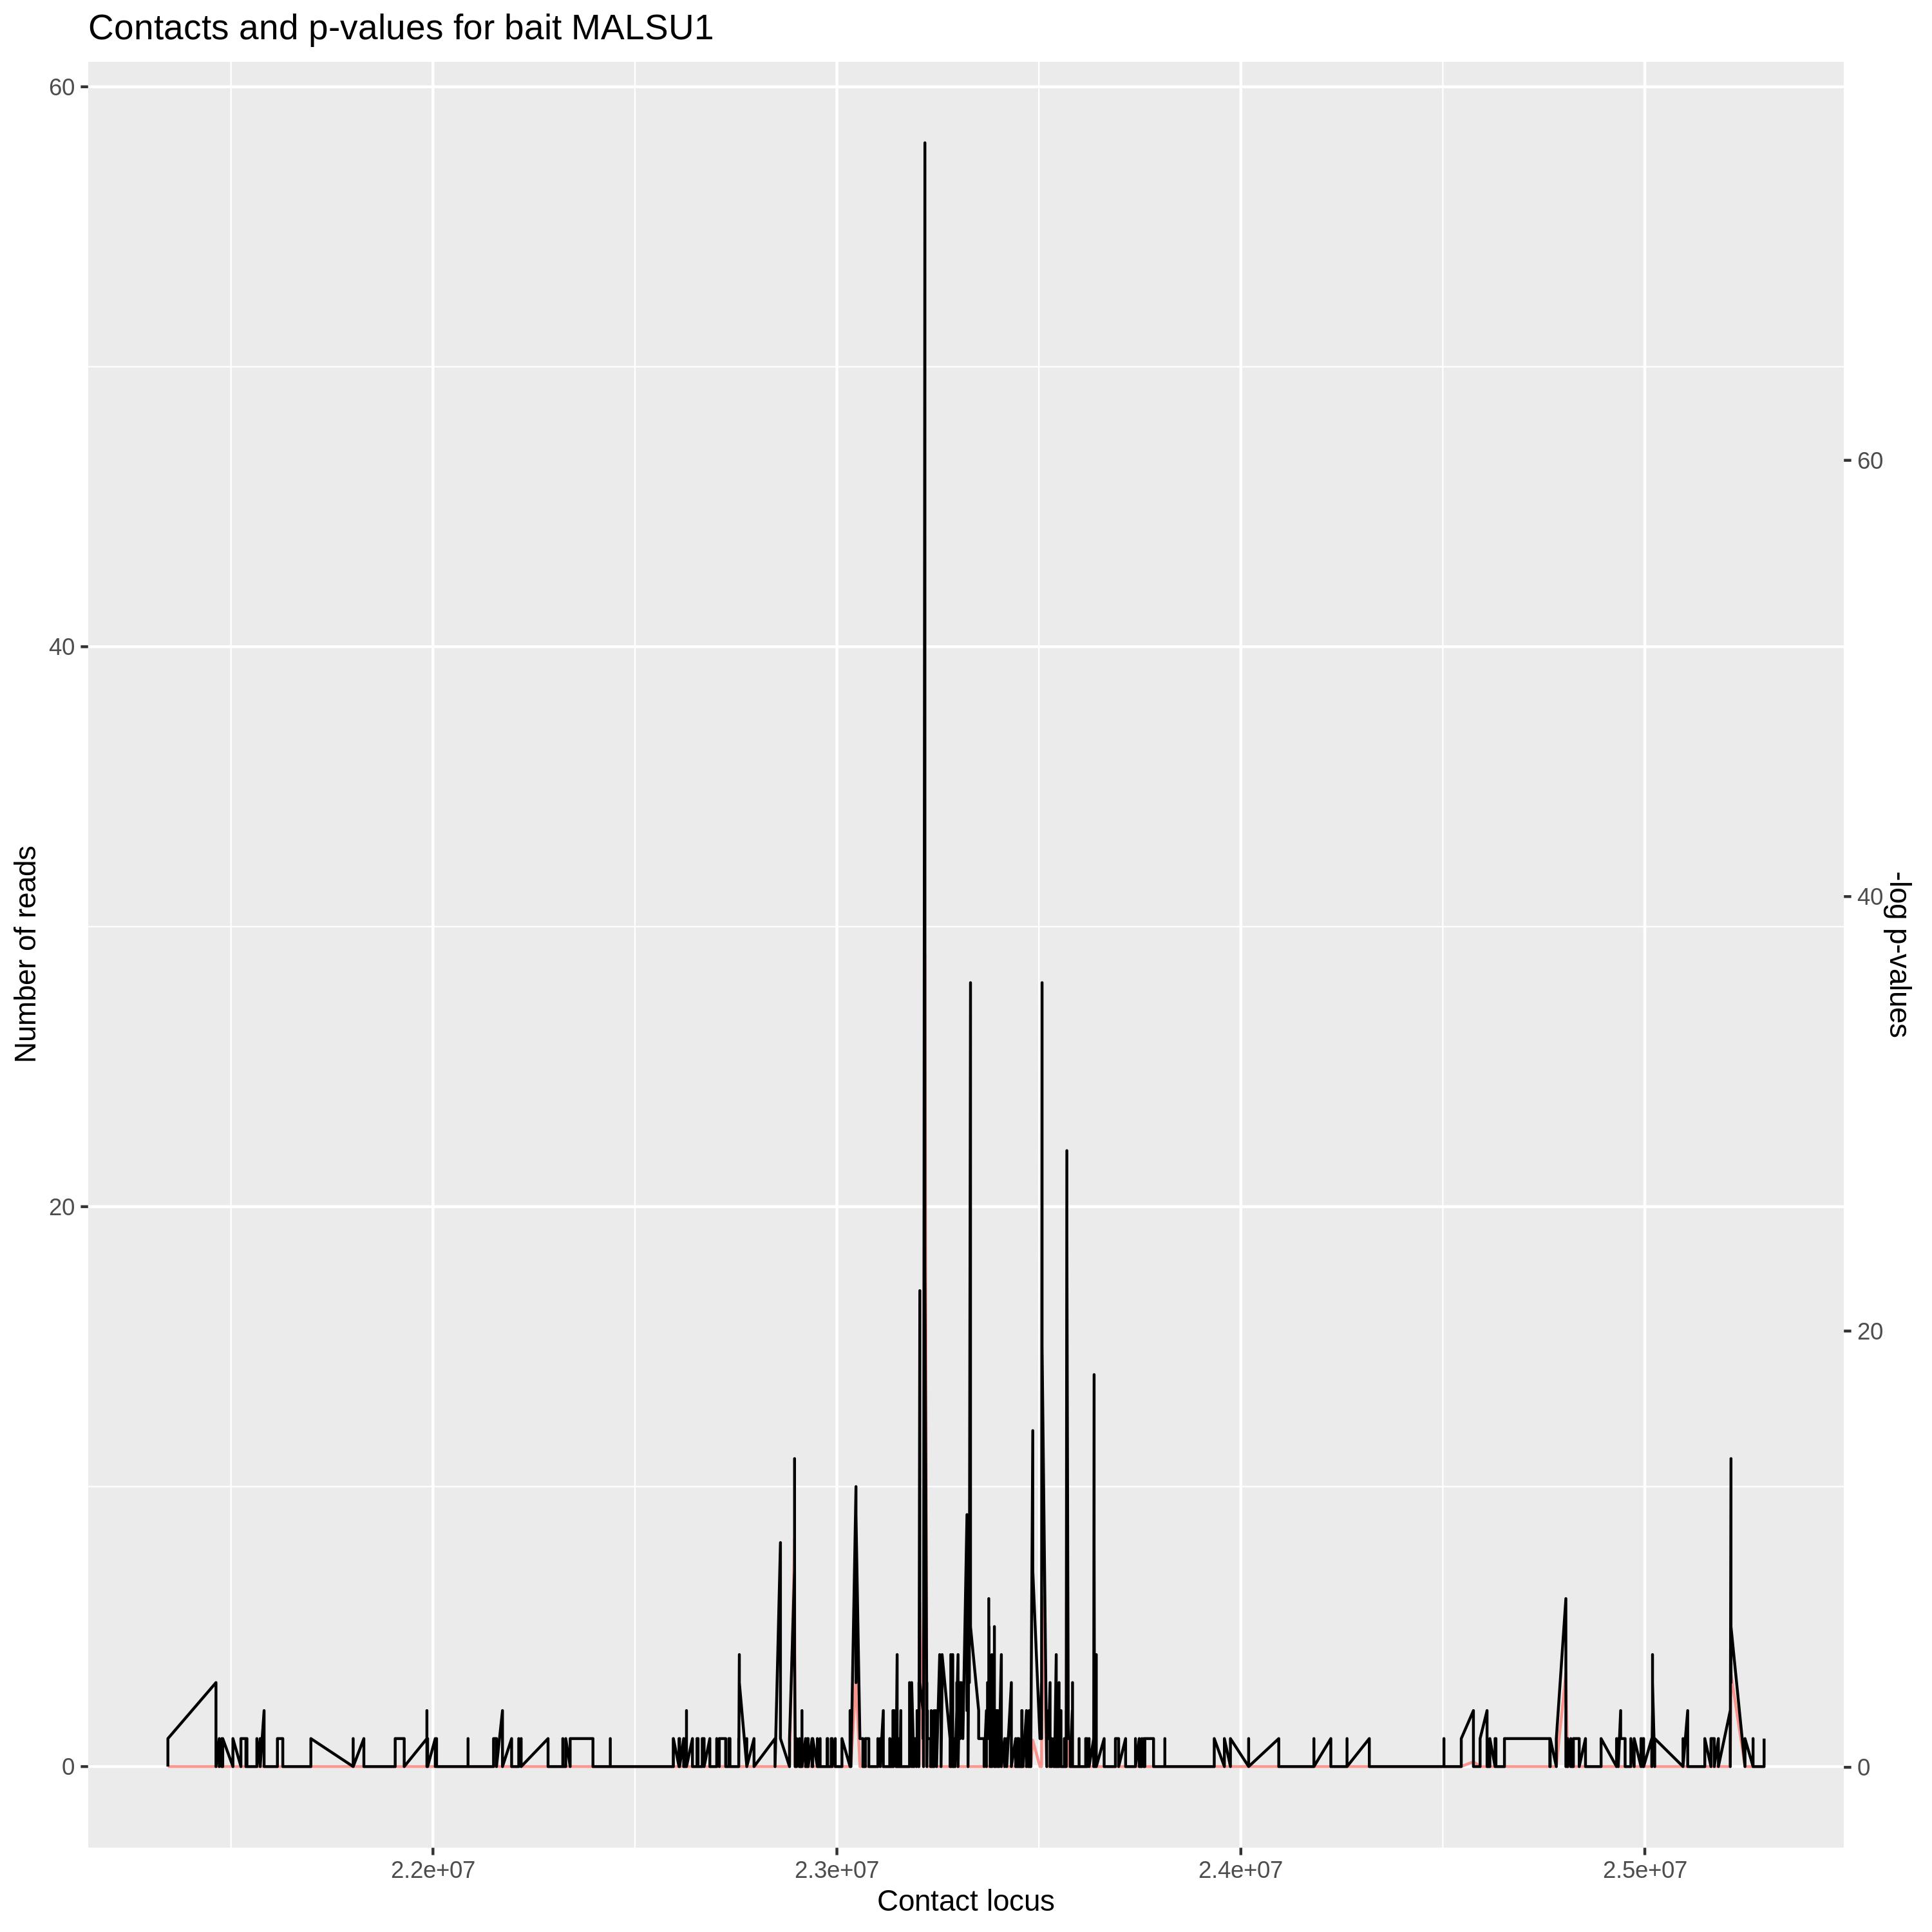 Contacts and p-values for bait MALSU1
60
40
20
0
Number of reads
60
40
20
0
-log p-values
2.2e+07
2.3e+07
2.4e+07
2.5e+07
Contact locus